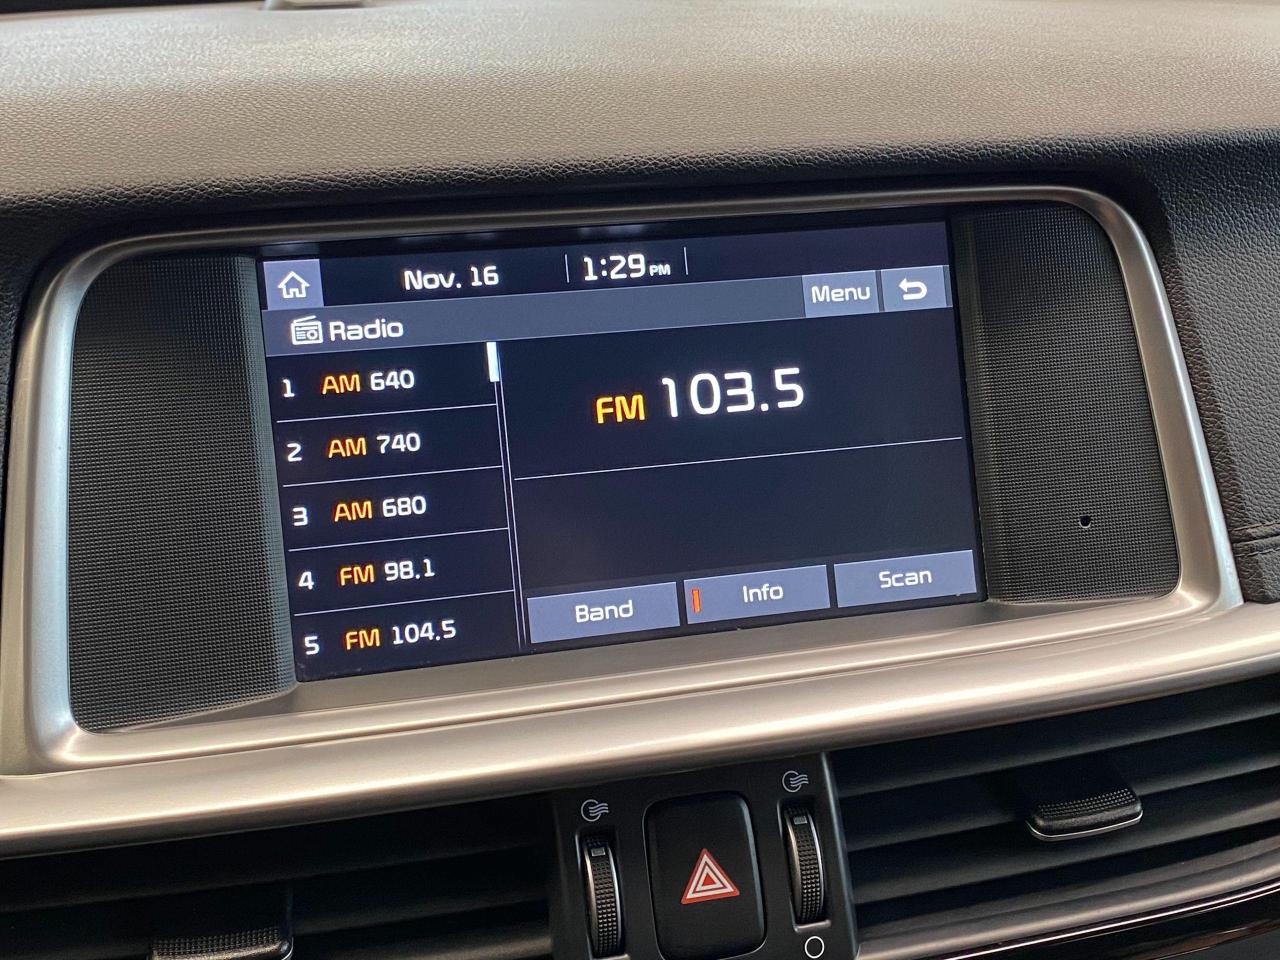 Nov. 16 1:29 PM
Menu
Radio
1 AM 640
2 AM 740
3 AM 680
4 FM 98.1
5 FM 104.5
FM 103.5
Band Info Scan